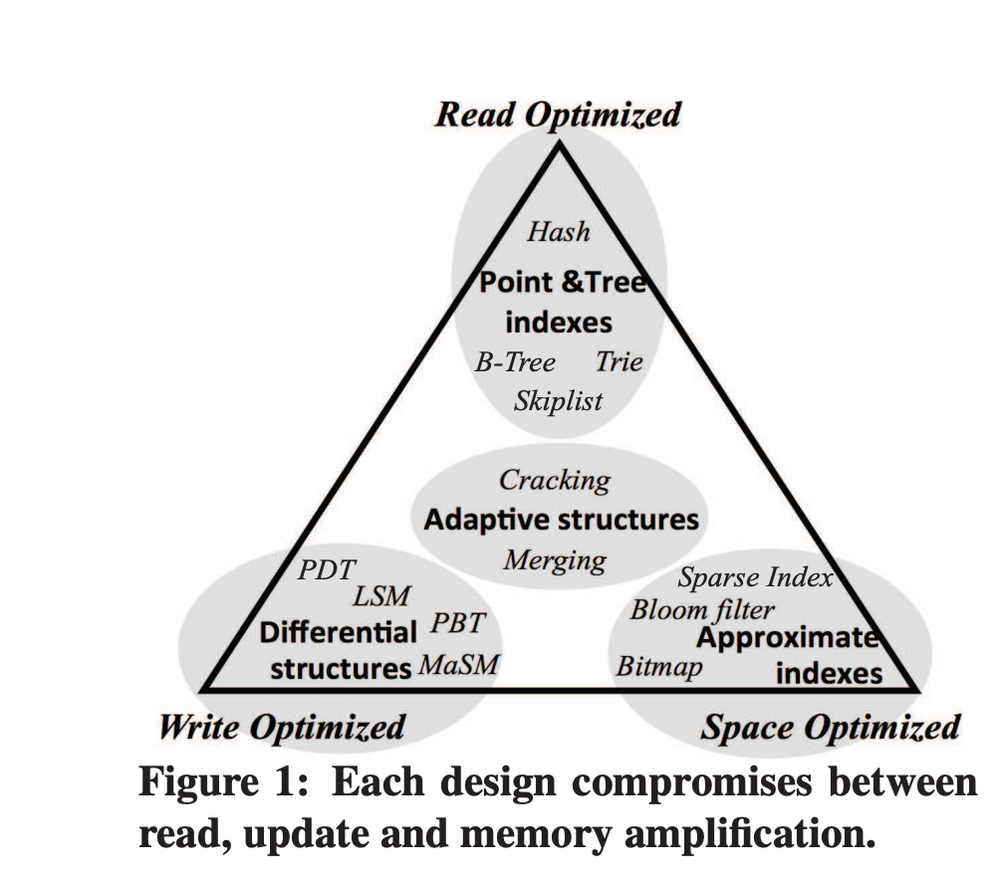 Read Optimized
Hash
Point &Tree
indexes
B-Tree Trie
Skiplist
Cracking
Adaptive structures
Merging
PDT
LSM
PBT
Differential
structures
MaSM
Write Optimized
Sparse Index
Bloom filter
Approximate
Bitmap
indexes
Space Optimized
Figure 1: Each design compromises between
read, update and memory amplification.